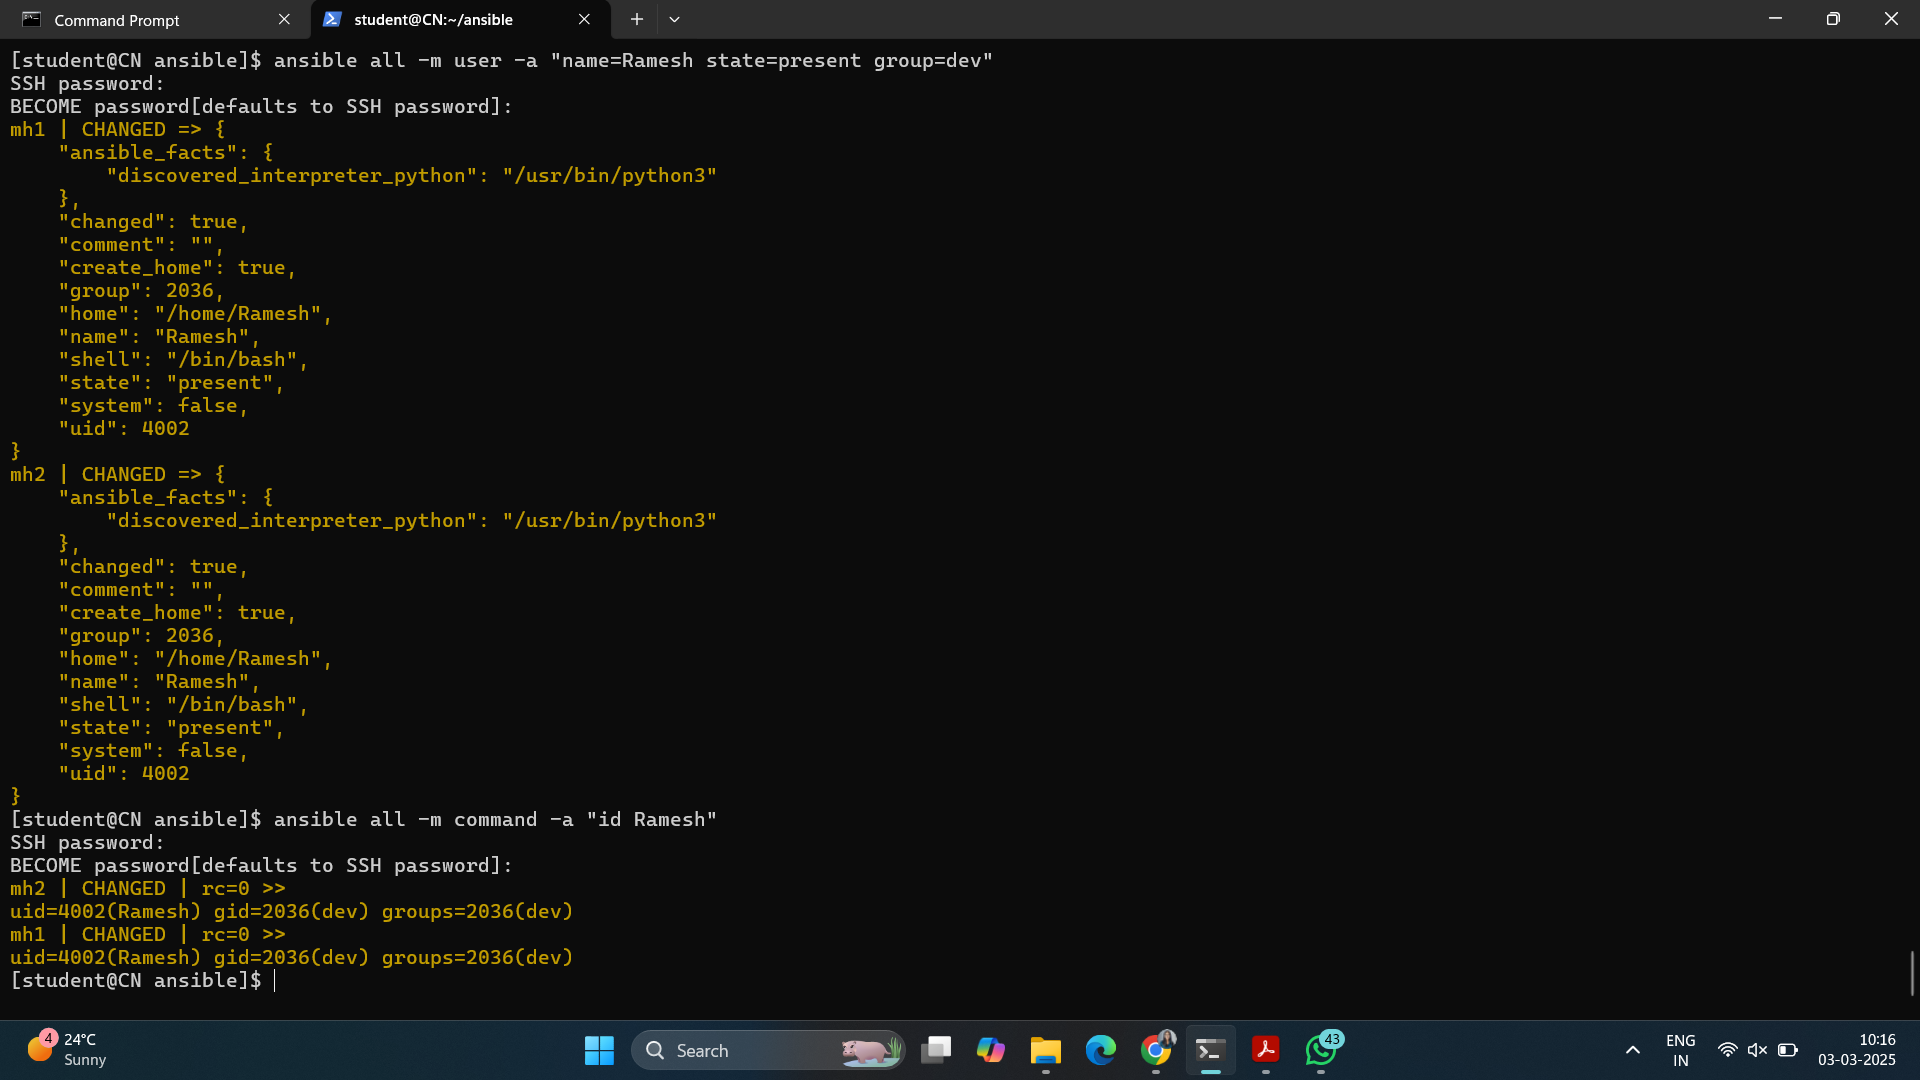 Command Prompt
student@CN:~/ansible
[student@CN ansible]$ ansible all -m user -a "name=Ramesh state=present group=dev"
SSH password:
BECOME password[defaults to SSH password]:
mh1 | CHANGED => {
    "ansible_facts": {
        "discovered_interpreter_python": "/usr/bin/python3"
    },
    "changed": true,
    "comment": "",
    "create_home": true,
    "group": 2036,
    "home": "/home/Ramesh",
    "name": "Ramesh",
    "shell": "/bin/bash",
    "state": "present",
    "system": false,
    "uid": 4002
}
mh2 | CHANGED => {
    "ansible_facts": {
        "discovered_interpreter_python": "/usr/bin/python3"
    },
    "changed": true,
    "comment": "",
    "create_home": true,
    "group": 2036,
    "home": "/home/Ramesh",
    "name": "Ramesh",
    "shell": "/bin/bash",
    "state": "present",
    "system": false,
    "uid": 4002
}
[student@CN ansible]$ ansible all -m command -a "id Ramesh"
SSH password:
BECOME password[defaults to SSH password]:
mh2 | CHANGED | rc=0 >>
uid=4002(Ramesh) gid=2036(dev) groups=2036(dev)
mh1 | CHANGED | rc=0 >>
uid=4002(Ramesh) gid=2036(dev) groups=2036(dev)
[student@CN ansible]$
4
24°C
Sunny
Search
43
ENG
IN
10:16
03-03-2025